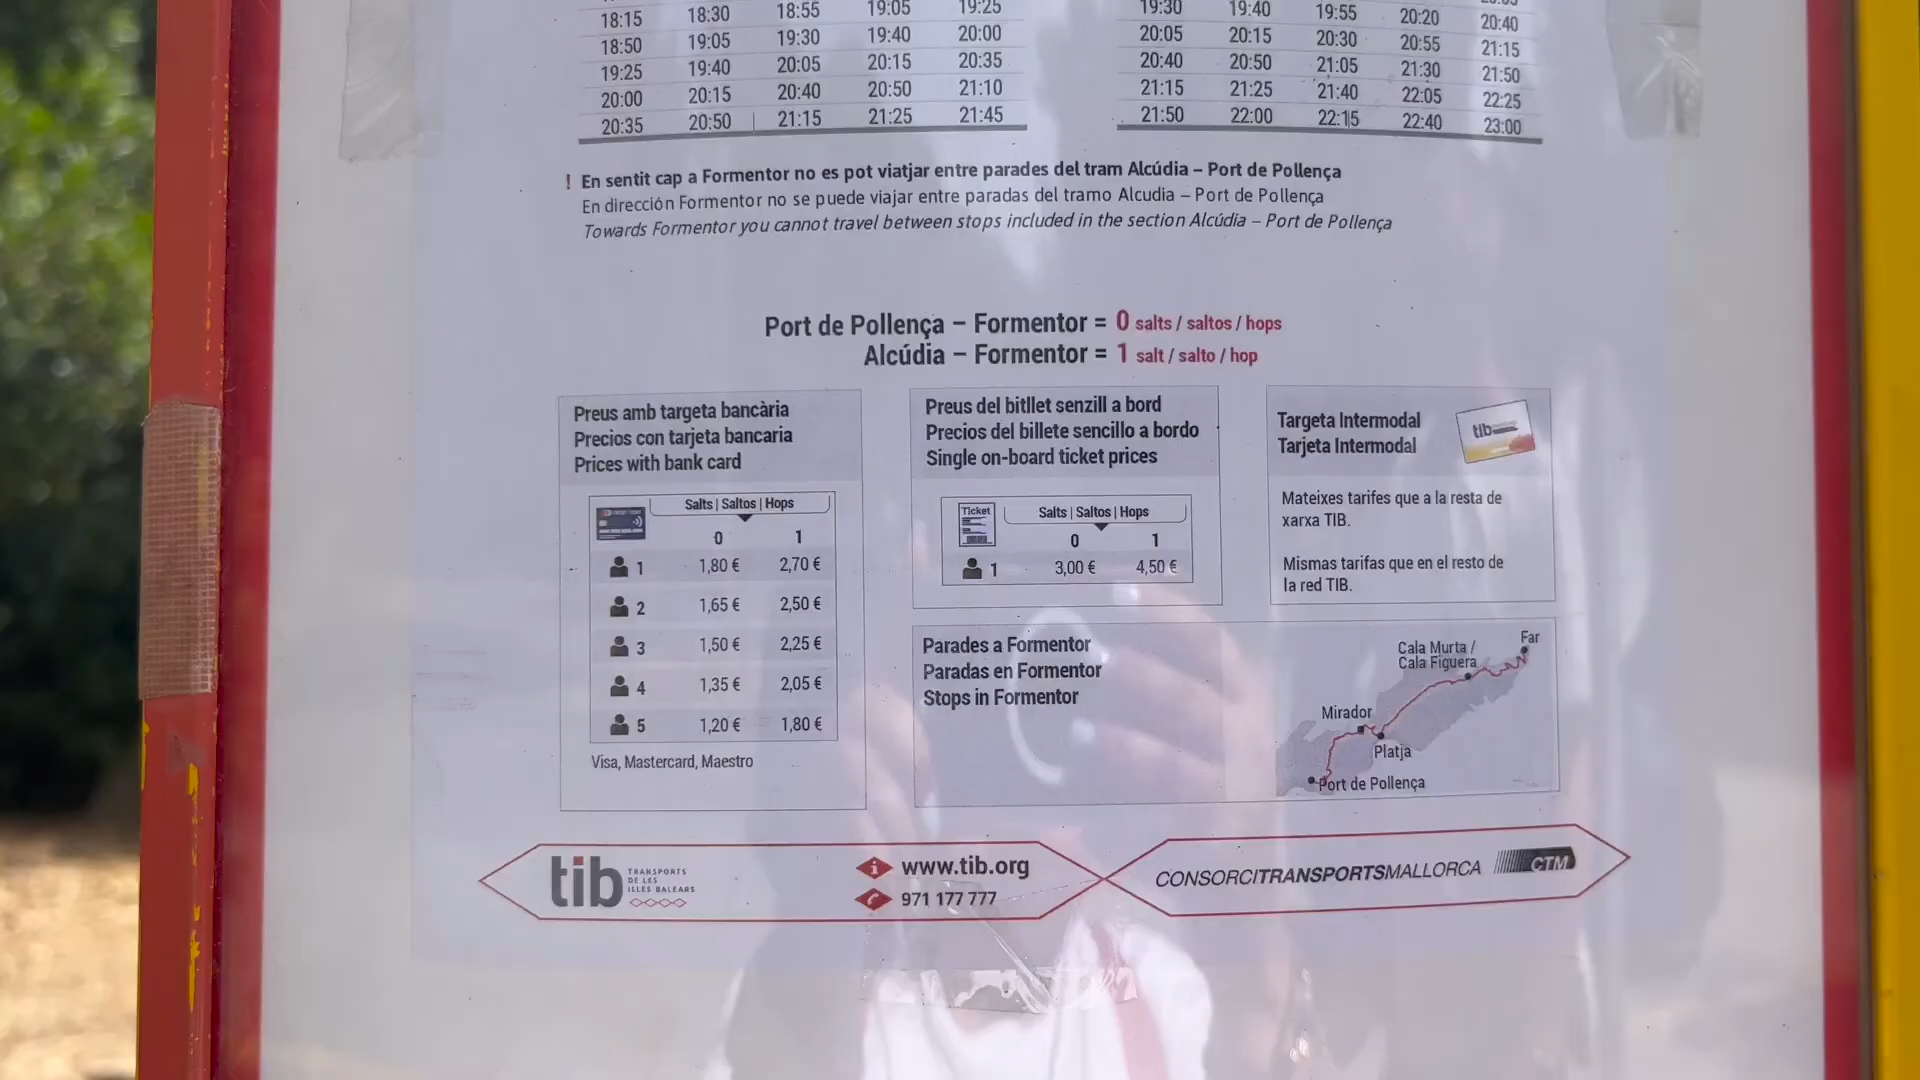 18:15 18:30 18:55 19:05 19:25
18:50 19:05 19:30 19:40 20:00
19:25 19:40 20:05 20:15 20:35
20:00 20:15 20:40 20:50 21:10
20:35 20:50 21:15 21:25 21:45
19:30 19:40 19:55 20:20 20:40
20:05 20:15 20:30 20:55 21:15
20:40 20:50 21:05 21:30 21:50
21:15 21:25 21:40 22:05 22:25
21:50 22:00 22:15 22:40 23:00
! En sentit cap a Formentor no es pot viatjar entre parades del tram Alcúdia – Port de Pollença
En dirección Formentor no se puede viajar entre paradas del tramo Alcudia – Port de Pollença
Towards Formentor you cannot travel between stops included in the section Alcúdia – Port de Pollença
Port de Pollença – Formentor = 0 salts / saltos / hops
Alcúdia – Formentor = 1 salt / salto / hop
Preus amb targeta bancària
Precios con tarjeta bancaria
Prices with bank card
Salts | Saltos | Hops
0 1
1 1,80 € 2,70 €
2 1,65 € 2,50 €
3 1,50 € 2,25 €
4 1,35 € 2,05 €
5 1,20 € 1,80 €
Visa, Mastercard, Maestro
Preus del bitllet senzill a bord
Precios del billete sencillo a bordo
Single on-board ticket prices
Ticket
Salts | Saltos | Hops
0 1
1 3,00 € 4,50 €
Targeta Intermodal
Tarjeta Intermodal
tib
Mateixes tarifes que a la resta de
xarxa TIB.
Mismas tarifas que en el resto de
la red TIB.
Parades a Formentor
Paradas en Formentor
Stops in Formentor
Far
Cala Murta /
Cala Figuera
Mirador
Platja
Port de Pollença
tib
TRANSPORTS
DE LES
ILLES BALEARS
www.tib.org
971 177 777
CONSORCITRANSPORTSMALLORCA
CTM